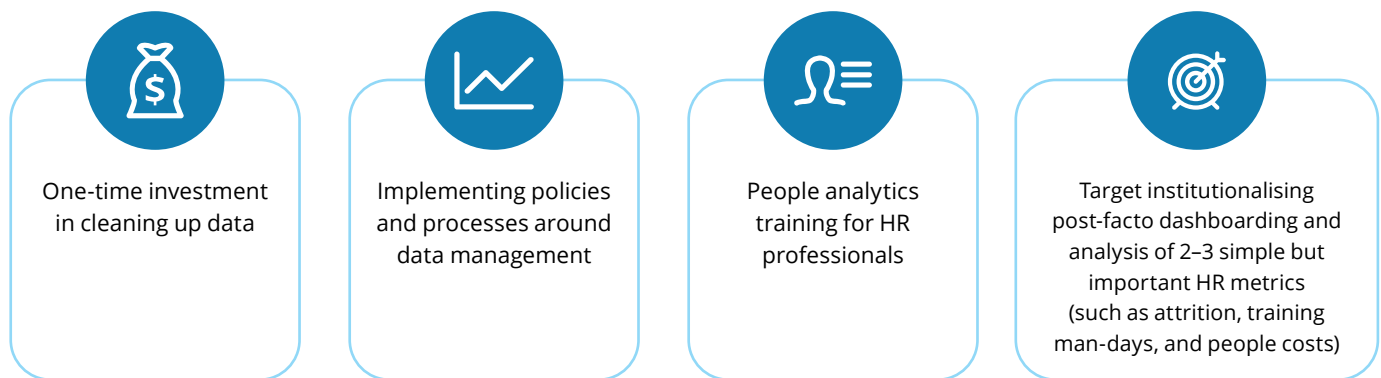 $
One-time investment
in cleaning up data
Implementing policies
and processes around
data management
People analytics
training for HR
professionals
Target institutionalising
post-facto dashboarding and
analysis of 2–3 simple but
important HR metrics
(such as attrition, training
man-days, and people costs)